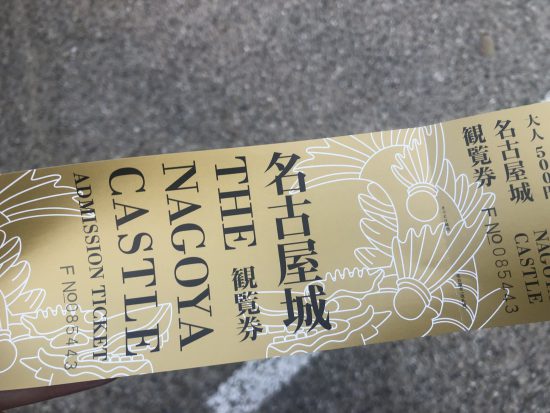 名古屋城
観覧券
THE
NAGOYA
CASTLE
ADMISSION TICKET
F No085443
大人 500円
名古屋城
観覧券
NAGOYA
CASTLE
F No085443